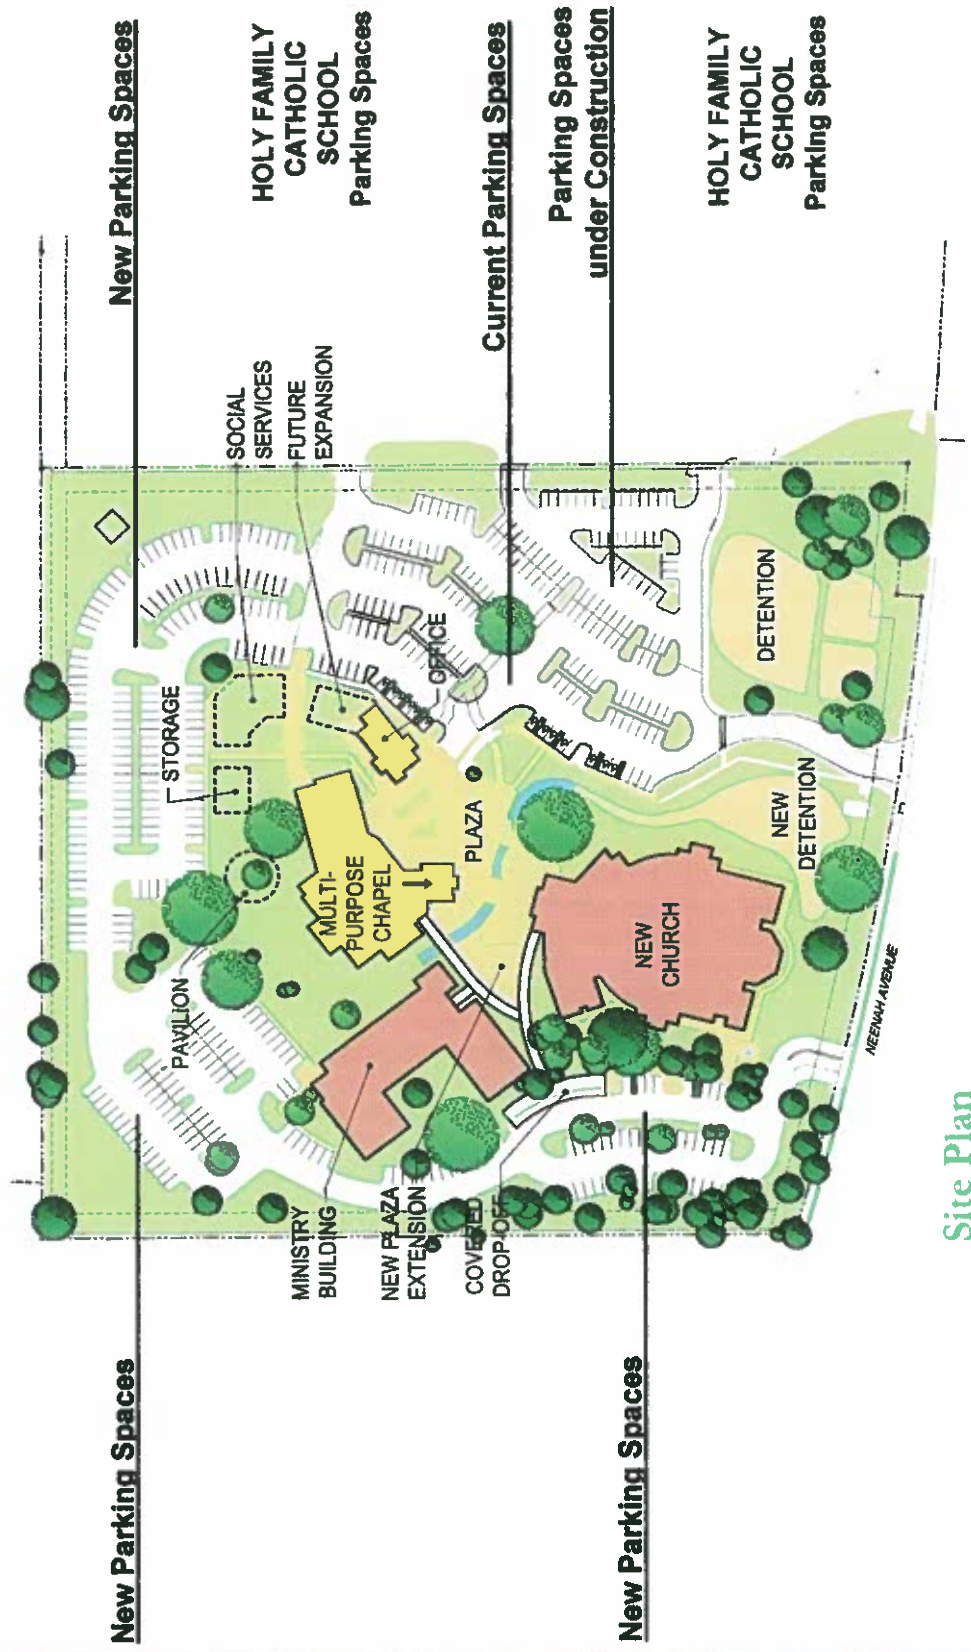 New Parking Spaces
HOLY FAMILY
CATHOLIC
SCHOOL
Parking Spaces
Current Parking Spaces
Parking Spaces
under Construction
HOLY FAMILY
CATHOLIC
SCHOOL
Parking Spaces
SOCIAL
SERVICES
FUTURE
EXPANSION
STORAGE
OFFICE
DETENTION
MULTI-
PURPOSE
CHAPEL
PLAZA
NEW
DETENTION
PAVILION
NEW
CHURCH
NEENAH AVENUE
MINISTRY
BUILDING
NEW PLAZA
EXTENSION
COVERED
DROP-OFF
New Parking Spaces
New Parking Spaces
Site Plan